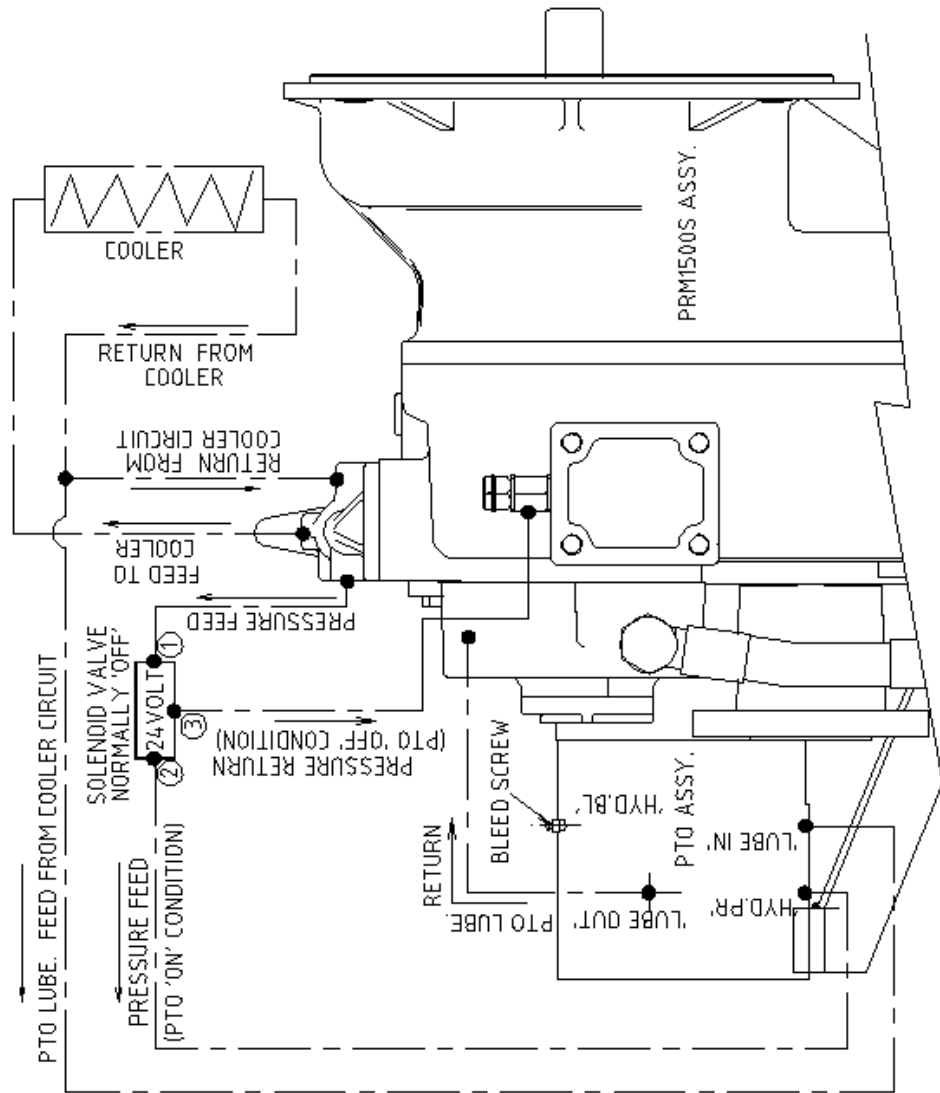 COOLER
RETURN FROM
COOLER
RETURN FROM
COOLER CIRCUIT
FEED TO
COOLER
PRESSURE FEED
SOLENOID VALVE
NORMALLY 'OFF'
24VOLT
1
2
3
PRESSURE RETURN
(PTO 'OFF' CONDITION)
PTO LUBE. FEED FROM COOLER CIRCUIT
PRESSURE FEED
(PTO 'ON' CONDITION)
PRM1500S ASSY.
BLEED SCREW
'HYD.BL'
PTO ASSY.
'LUBE IN'
RETURN
PTO LUBE.
'LUBE OUT'
'HYD.PR'